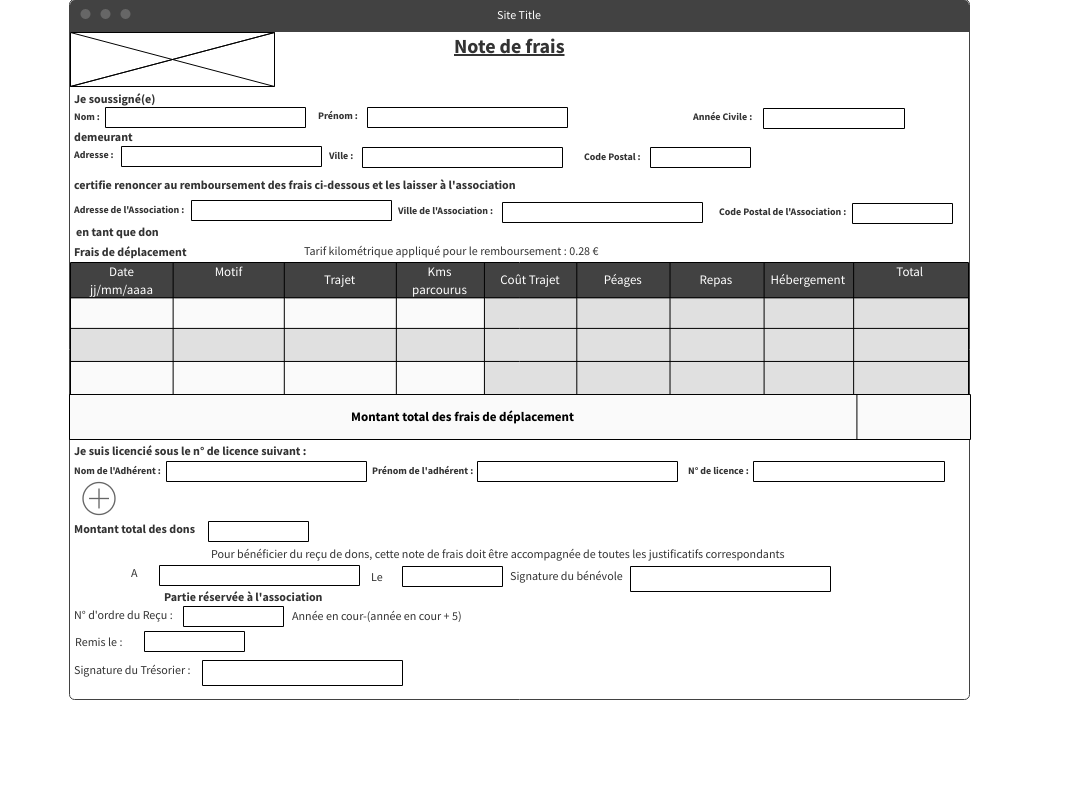 Site Title
Note de frais
Je soussigné(e)
Nom : Prénom : Année Civile :
demeurant
Adresse : Ville : Code Postal :
certifie renoncer au remboursement des frais ci-dessous et les laisser à l'association
Adresse de l'Association : Ville de l'Association : Code Postal de l'Association :
en tant que don
Frais de déplacement Tarif kilométrique appliqué pour le remboursement : 0.28 €
Date jj/mm/aaaa Motif Trajet Kms parcourus Coût Trajet Péages Repas Hébergement Total
Montant total des frais de déplacement
Je suis licencié sous le n° de licence suivant :
Nom de l'Adhérent : Prénom de l'adhérent : N° de licence :
Montant total des dons
Pour bénéficier du reçu de dons, cette note de frais doit être accompagnée de toutes les justificatifs correspondants
A Le Signature du bénévole
Partie réservée à l'association
N° d'ordre du Reçu : Année en cour-(année en cour + 5)
Remis le :
Signature du Trésorier :